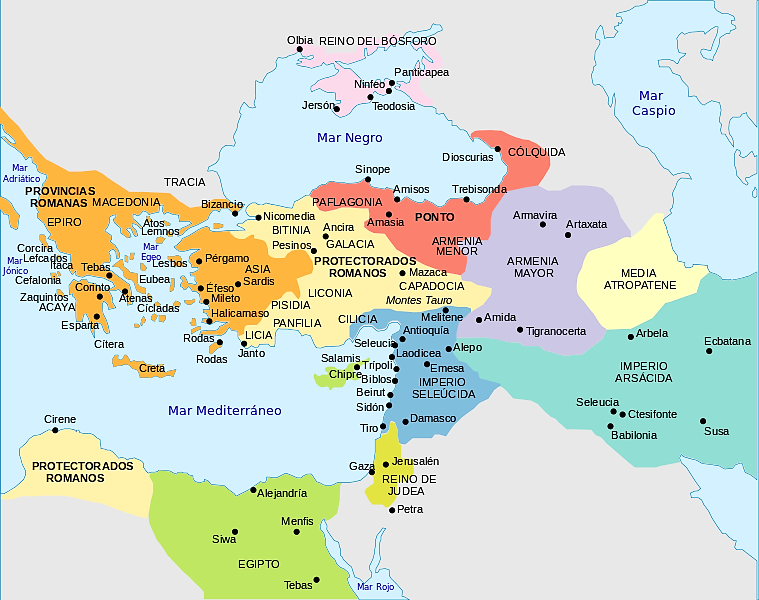 Olbia
REINO DEL BÓSFORO
Panticapea
Ninfeo
Jersón
Teodosia
Mar
Caspio
Mar Negro
Dioscurias
CÓLQUIDA
Mar
Adriático
Sinope
TRACIA
PROVINCIAS
ROMANAS
MACEDONIA
Bizancio
PAFLAGONIA
Amisos
Trebisonda
EPIRO
Atos
Lemnos
Nicomedia
BITINIA
Amasia
PONTO
Armavira
Artaxata
Ancira
GALACIA
Pesinos
ARMENIA
MENOR
Corcira
Lefcados
Itaca
Cefalonia
Mar
Jónico
Mar
Egeo
Lesbos
Pérgamo
ASIA
Sardis
PROTECTORADOS
ROMANOS
Mazaca
CAPADOCIA
ARMENIA
MAYOR
MEDIA
ATROPATENE
Tebas
Eubea
Zaquintos
Corinto
Atenas
ACAYA
Esparta
Cícladas
Éfeso
Mileto
Halicarnaso
LICONIA
PISIDIA
PANFILIA
Montes Tauro
CILICIA
Melitene
Amida
Tigranocerta
Arbela
Ecbatana
Cítera
Rodas
Rodas
LICIA
Janto
Creta
Seleucia
Antioquía
Laodicea
Alepo
Salamis
Chipre
Trípoli
Emesa
Biblos
IMPERIO
SELEÚCIDA
Beirut
Sidón
Tiro
Damasco
IMPERIO
ARSÁCIDA
Seleucia
Ctesifonte
Babilonia
Susa
Mar Mediterráneo
Cirene
PROTECTORADOS
ROMANOS
Gaza
Jerusalén
REINO DE
JUDEA
Petra
Alejandría
Menfis
Siwa
EGIPTO
Tebas
Mar Rojo